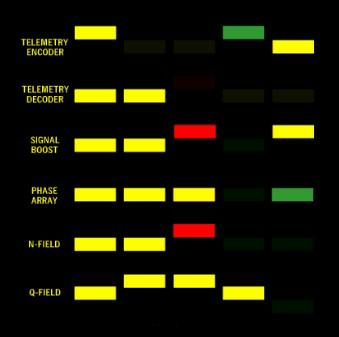 TELEMETRY
ENCODER
TELEMETRY
DECODER
SIGNAL
BOOST
PHASE
ARRAY
N-FIELD
Q-FIELD